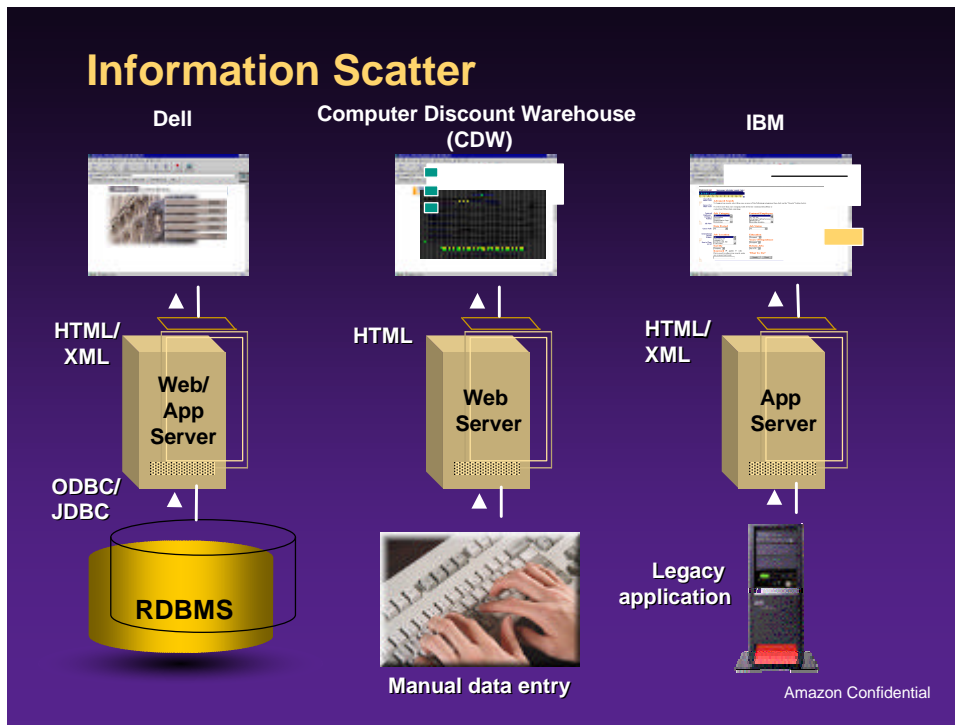 Information Scatter
Dell
Computer Discount Warehouse
(CDW)
IBM
HTML/
XML
Web/
App
Server
ODBC/
JDBC
RDBMS
HTML
Web
Server
Manual data entry
HTML/
XML
App
Server
Legacy
application
Amazon Confidential